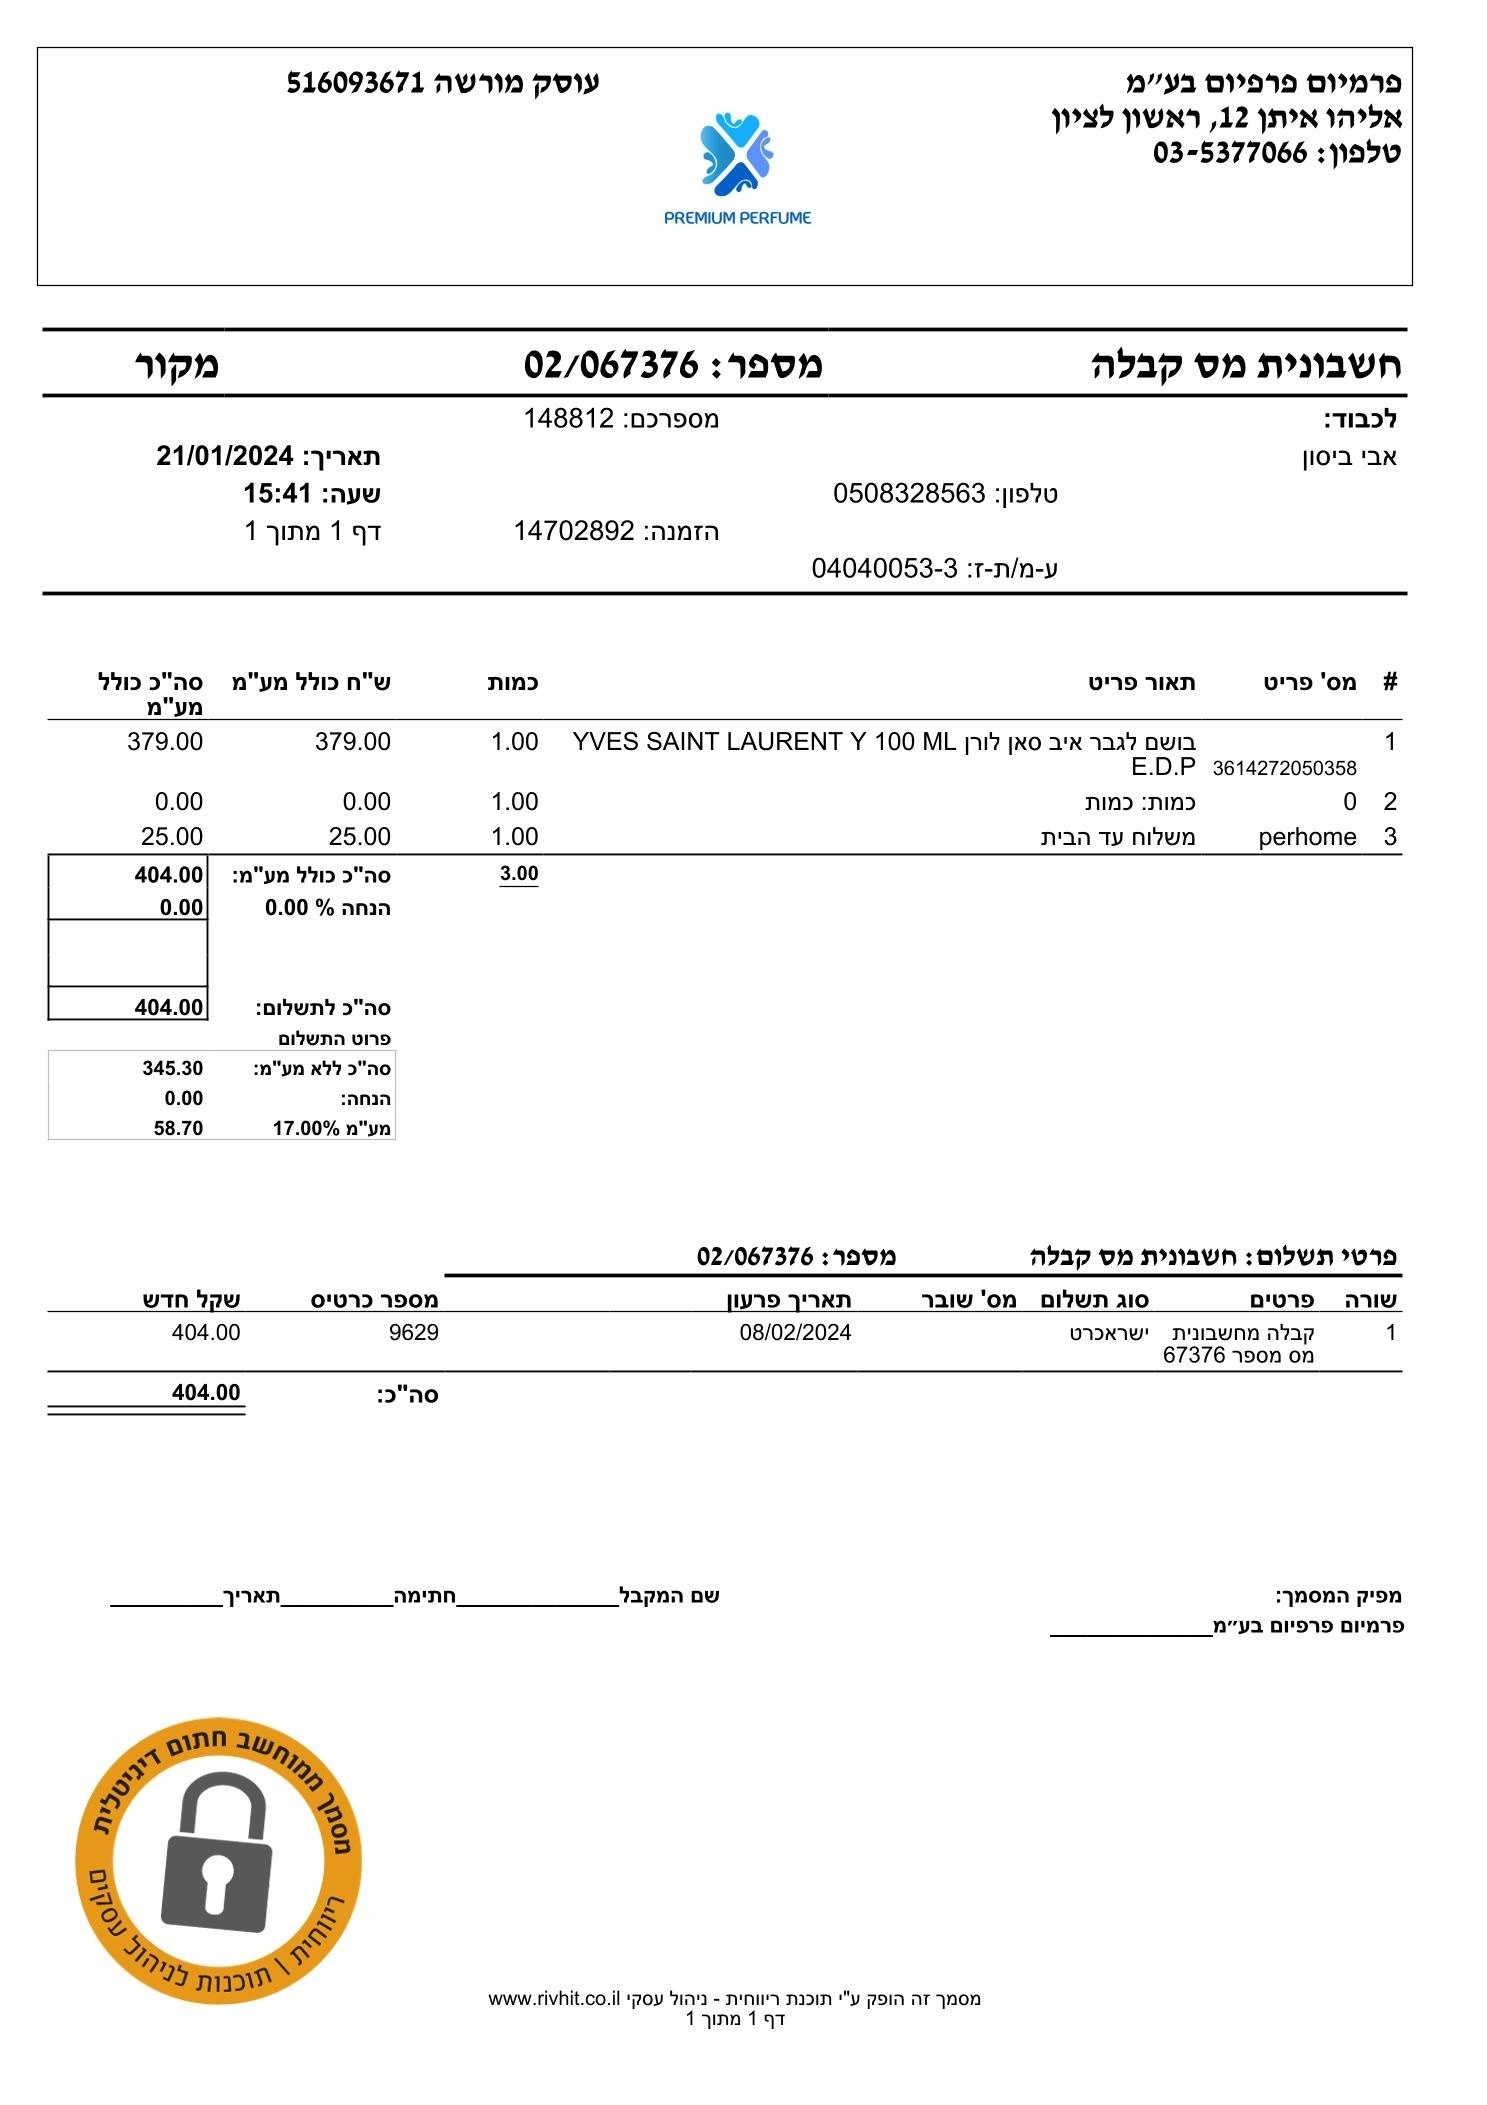 פרמיום פרפיום בע״מ
עוסק מורשה 516093671
אליהו איתן 12, ראשון לציון
טלפון: 03-5377066
PREMIUM PERFUME
חשבונית מס קבלה מספר: 02/067376 מקור
לכבוד: מספרכם: 148812
אבי ביסון תאריך: 21/01/2024
טלפון: 0508328563 שעה: 15:41
הזמנה: 14702892 דף 1 מתוך 1
ע-מ/ת-ז: 04040053-3
# מס' פריט תאור פריט כמות ש"ח כולל מע"מ סה"כ כולל
מע"מ
1 3614272050358 בושם לגבר איב סאן לורן YVES SAINT LAURENT Y 100 ML 1.00 379.00 379.00
E.D.P
2 0 כמות: כמות 1.00 0.00 0.00
3 perhome משלוח עד הבית 1.00 25.00 25.00
3.00 סה"כ כולל מע"מ: 404.00
הנחה % 0.00 0.00
סה"כ לתשלום: 404.00
פרוט התשלום
סה"כ ללא מע"מ: 345.30
הנחה: 0.00
מע"מ 17.00% 58.70
פרטי תשלום: חשבונית מס קבלה מספר: 02/067376
שורה פרטים סוג תשלום מס' שובר תאריך פרעון מספר כרטיס שקל חדש
1 קבלה מחשבונית ישראכרט 08/02/2024 9629 404.00
מס מספר 67376
סה"כ: 404.00
מפיק המסמך: שם המקבל_____________חתימה_________תאריך_________
פרמיום פרפיום בע״מ_____________
מסמך ממוחשב חתום דיגיטלית
ריווחית | תוכנות לניהול עסקים
מסמך זה הופק ע"י תוכנת ריווחית - ניהול עסקי www.rivhit.co.il
דף 1 מתוך 1